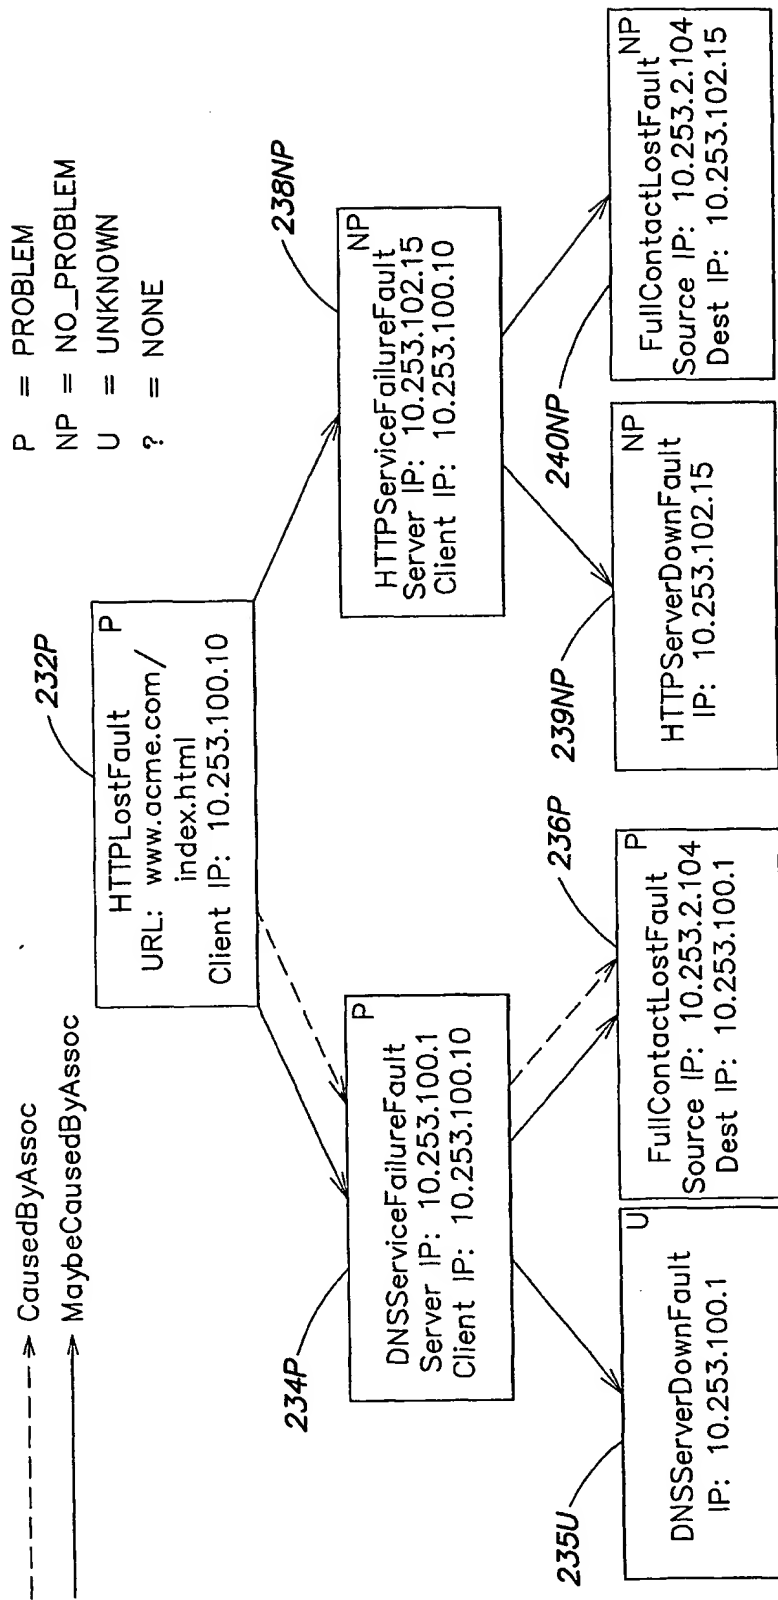 CausedByAssoc
MaybeCausedByAssoc
P = PROBLEM
NP = NO_PROBLEM
U = UNKNOWN
? = NONE
232P
HTTPLostFault
P
URL: www.acme.com/
index.html
Client IP: 10.253.100.10
234P
DNSServiceFailureFault
P
Server IP: 10.253.100.1
Client IP: 10.253.100.10
238NP
HTTPServiceFailureFault
NP
Server IP: 10.253.102.15
Client IP: 10.253.100.10
235U
DNSServerDownFault
U
IP: 10.253.100.1
236P
FullContactLostFault
P
Source IP: 10.253.2.104
Dest IP: 10.253.100.1
239NP
HTTPServerDownFault
NP
IP: 10.253.102.15
240NP
FullContactLostFault
NP
Source IP: 10.253.2.104
Dest IP: 10.253.102.15